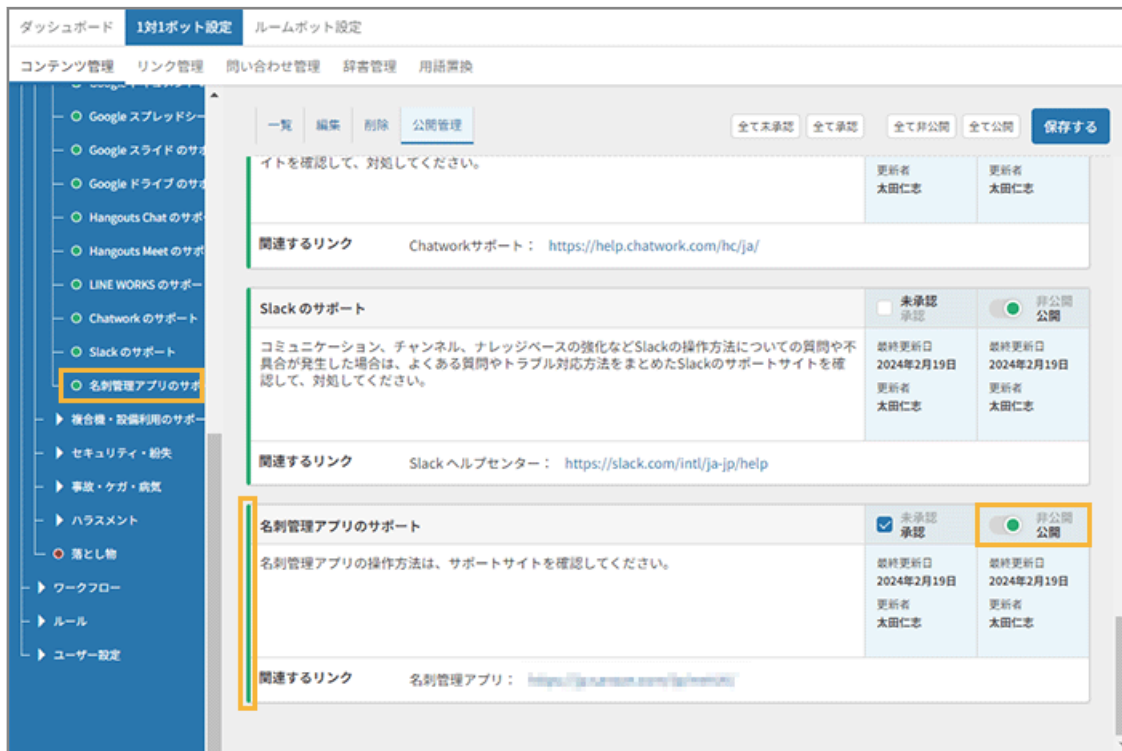 ダッシュボード 1対1ボット設定 ルームボット設定
コンテンツ管理 リンク管理 問い合わせ管理 辞書管理 用語置換
Google スプレッドシー
Google スライド のサポ
Google ドライブ のサポ
Hangouts Chat のサポ
Hangouts Meet のサポ
LINE WORKS のサポー
Chatwork のサポート
Slack のサポート
名刺管理アプリのサポ
複合機・設備利用のサポー
セキュリティ・紛失
事故・ケガ・病気
ハラスメント
落とし物
ワークフロー
ルール
ユーザー設定
一覧 編集 削除 公開管理 全て未承認 全て承認 全て非公開 全て公開 保存する
イトを確認して、対処してください。
更新者 更新者
太田仁志 太田仁志
関連するリンク Chatworkサポート： https://help.chatwork.com/hc/ja/
Slack のサポート 未承認 承認 非公開 公開
コミュニケーション、チャンネル、ナレッジベースの強化などSlackの操作方法についての質問や不
具合が発生した場合は、よくある質問やトラブル対応方法をまとめたSlackのサポートサイトを確
認して、対処してください。
最終更新日 最終更新日
2024年2月19日 2024年2月19日
更新者 更新者
太田仁志 太田仁志
関連するリンク Slack ヘルプセンター： https://slack.com/intl/ja-jp/help
名刺管理アプリのサポート 未承認 承認 非公開 公開
名刺管理アプリの操作方法は、サポートサイトを確認してください。
最終更新日 最終更新日
2024年2月19日 2024年2月19日
更新者 更新者
太田仁志 太田仁志
関連するリンク 名刺管理アプリ：